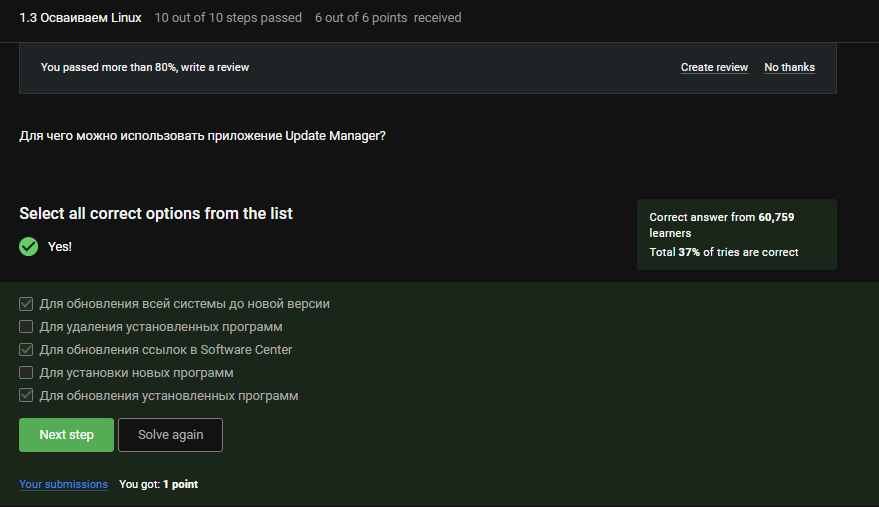 1.3 Осваиваем Linux 10 out of 10 steps passed 6 out of 6 points received
You passed more than 80%, write a review Create review No thanks
Для чего можно использовать приложение Update Manager?
Select all correct options from the list
Yes!
Correct answer from 60,759
learners
Total 37% of tries are correct
Для обновления всей системы до новой версии
Для удаления установленных программ
Для обновления ссылок в Software Center
Для установки новых программ
Для обновления установленных программ
Next step Solve again
Your submissions You got: 1 point